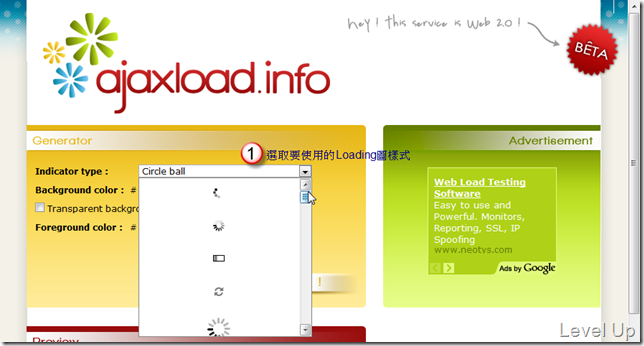 hey! this service is Web 2.0!
BÊTA
ajaxload.info
Generator
Advertisement
1 選取要使用的Loading圖樣式
Indicator type : Circle ball
Background color : #
Transparent backgro
Foreground color : #
!
Web Load Testing
Software
Easy to use and
Powerful. Monitors,
Reporting, SSL, IP
Spoofing
www.neotys.com
Ads by Google
Preview
Level Up